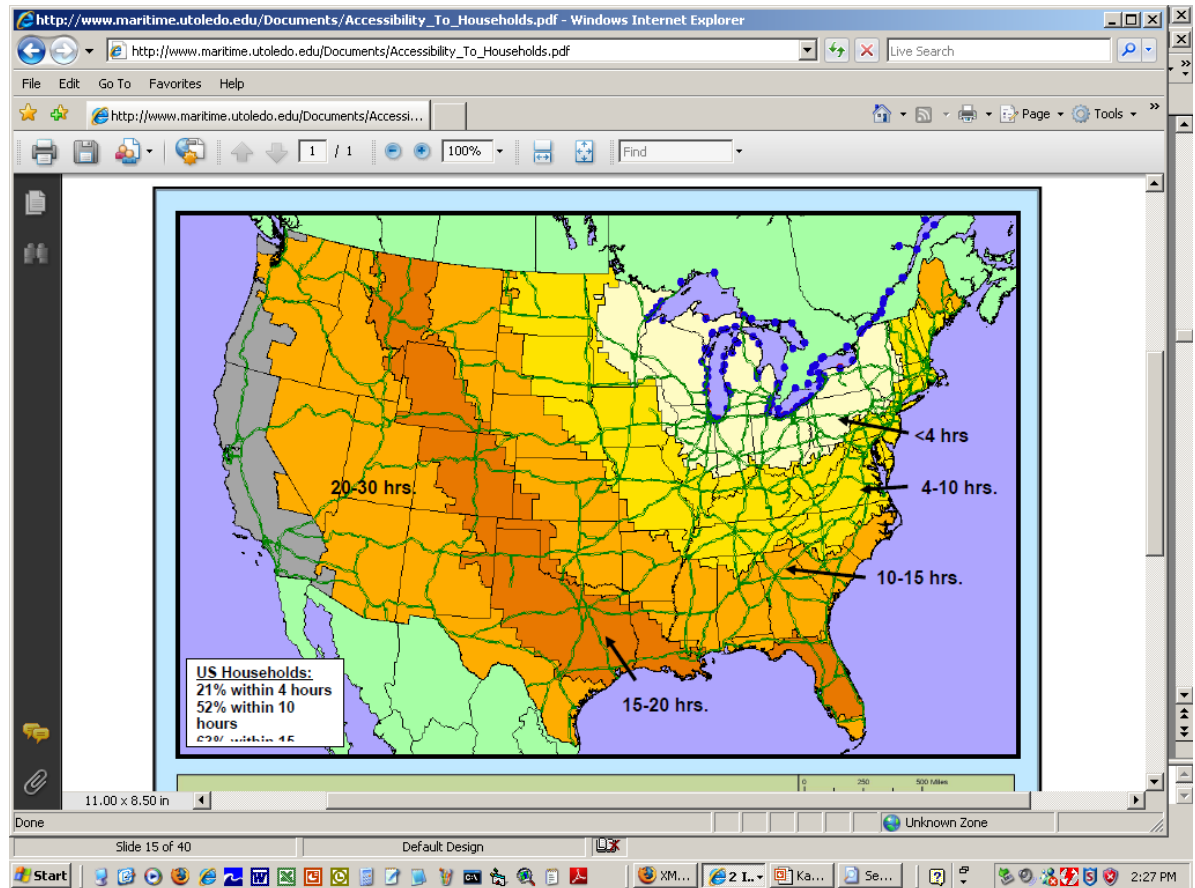 http://www.maritime.utoledo.edu/Documents/Accessibility_To_Households.pdf - Windows Internet Explorer
http://www.maritime.utoledo.edu/Documents/Accessibility_To_Households.pdf
Live Search
File Edit Go To Favorites Help
http://www.maritime.utoledo.edu/Documents/Accessi...
Page Tools
1 / 1 100% Find
<4 hrs
20-30 hrs.
4-10 hrs.
10-15 hrs.
15-20 hrs.
US Households:
21% within 4 hours
52% within 10
hours
63% within 15
0 250 500 Miles
11.00 x 8.50 in
Done
Unknown Zone
Slide 15 of 40 Default Design
Start XM... 2 I... Ka... Se... 2:27 PM